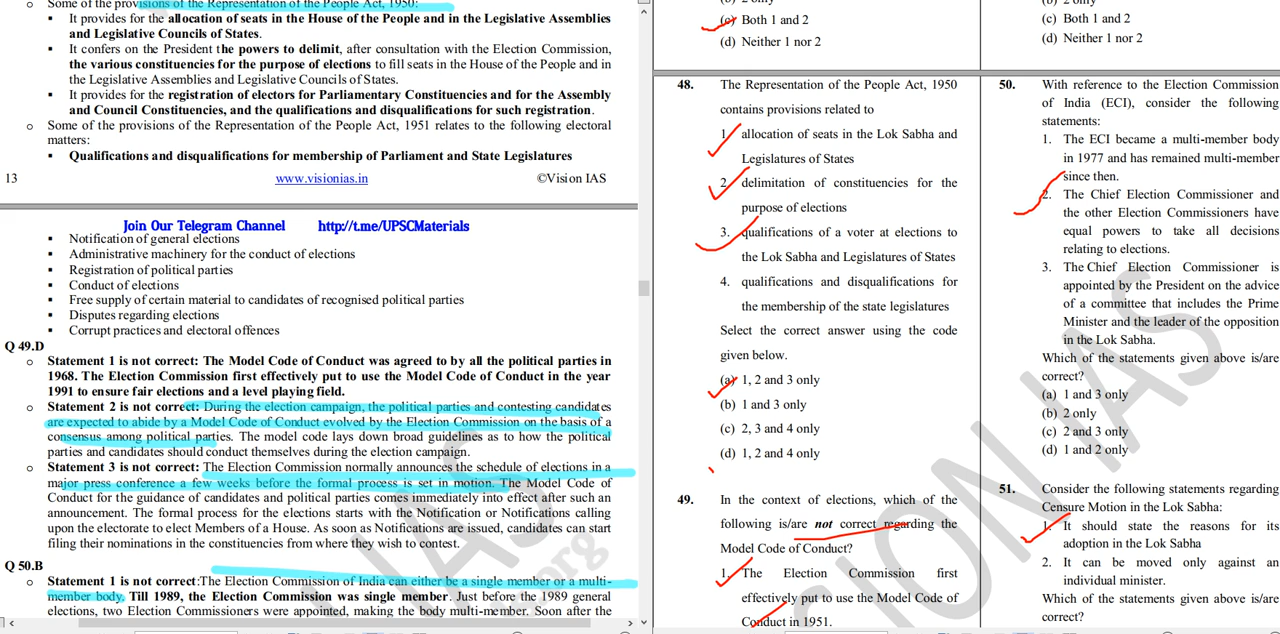 Some of the provisions of the Representation of the People Act, 1950:
It provides for the allocation of seats in the House of the People and in the Legislative Assemblies
and Legislative Councils of States.
It confers on the President the powers to delimit, after consultation with the Election Commission,
the various constituencies for the purpose of elections to fill seats in the House of the People and in
the Legislative Assemblies and Legislative Councils of States.
It provides for the registration of electors for Parliamentary Constituencies and for the Assembly
and Council Constituencies, and the qualifications and disqualifications for such registration.
Some of the provisions of the Representation of the People Act, 1951 relates to the following electoral
matters:
Qualifications and disqualifications for membership of Parliament and State Legislatures
13 www.visionias.in ©Vision IAS
Join Our Telegram Channel http://t.me/UPSCMaterials
Notification of general elections
Administrative machinery for the conduct of elections
Registration of political parties
Conduct of elections
Free supply of certain material to candidates of recognised political parties
Disputes regarding elections
Corrupt practices and electoral offences
Q 49.D
Statement 1 is not correct: The Model Code of Conduct was agreed to by all the political parties in
1968. The Election Commission first effectively put to use the Model Code of Conduct in the year
1991 to ensure fair elections and a level playing field.
Statement 2 is not correct: During the election campaign, the political parties and contesting candidates
are expected to abide by a Model Code of Conduct evolved by the Election Commission on the basis of a
consensus among political parties. The model code lays down broad guidelines as to how the political
parties and candidates should conduct themselves during the election campaign.
Statement 3 is not correct: The Election Commission normally announces the schedule of elections in a
major press conference a few weeks before the formal process is set in motion. The Model Code of
Conduct for the guidance of candidates and political parties comes immediately into effect after such an
announcement. The formal process for the elections starts with the Notification or Notifications calling
upon the electorate to elect Members of a House. As soon as Notifications are issued, candidates can start
filing their nominations in the constituencies from where they wish to contest.
Q 50.B
Statement 1 is not correct:The Election Commission of India can either be a single member or a multi-
member body. Till 1989, the Election Commission was single member. Just before the 1989 general
elections, two Election Commissioners were appointed, making the body multi-member. Soon after the
(c) Both 1 and 2
(d) Neither 1 nor 2
48. The Representation of the People Act, 1950
contains provisions related to
1. allocation of seats in the Lok Sabha and
Legislatures of States
2. delimitation of constituencies for the
purpose of elections
3. qualifications of a voter at elections to
the Lok Sabha and Legislatures of States
4. qualifications and disqualifications for
the membership of the state legislatures
Select the correct answer using the code
given below.
(a) 1, 2 and 3 only
(b) 1 and 3 only
(c) 2, 3 and 4 only
(d) 1, 2 and 4 only
49. In the context of elections, which of the
following is/are not correct regarding the
Model Code of Conduct?
1. The Election Commission first
effectively put to use the Model Code of
Conduct in 1951.
(c) Both 1 and 2
(d) Neither 1 nor 2
50. With reference to the Election Commission
of India (ECI), consider the following
statements:
1. The ECI became a multi-member body
in 1977 and has remained multi-member
since then.
2. The Chief Election Commissioner and
the other Election Commissioners have
equal powers to take all decisions
relating to elections.
3. The Chief Election Commissioner is
appointed by the President on the advice
of a committee that includes the Prime
Minister and the leader of the opposition
in the Lok Sabha.
Which of the statements given above is/are
correct?
(a) 1 and 3 only
(b) 2 only
(c) 2 and 3 only
(d) 1 and 2 only
51. Consider the following statements regarding
Censure Motion in the Lok Sabha:
1. It should state the reasons for its
adoption in the Lok Sabha
2. It can be moved only against an
individual minister.
Which of the statements given above is/are
correct?